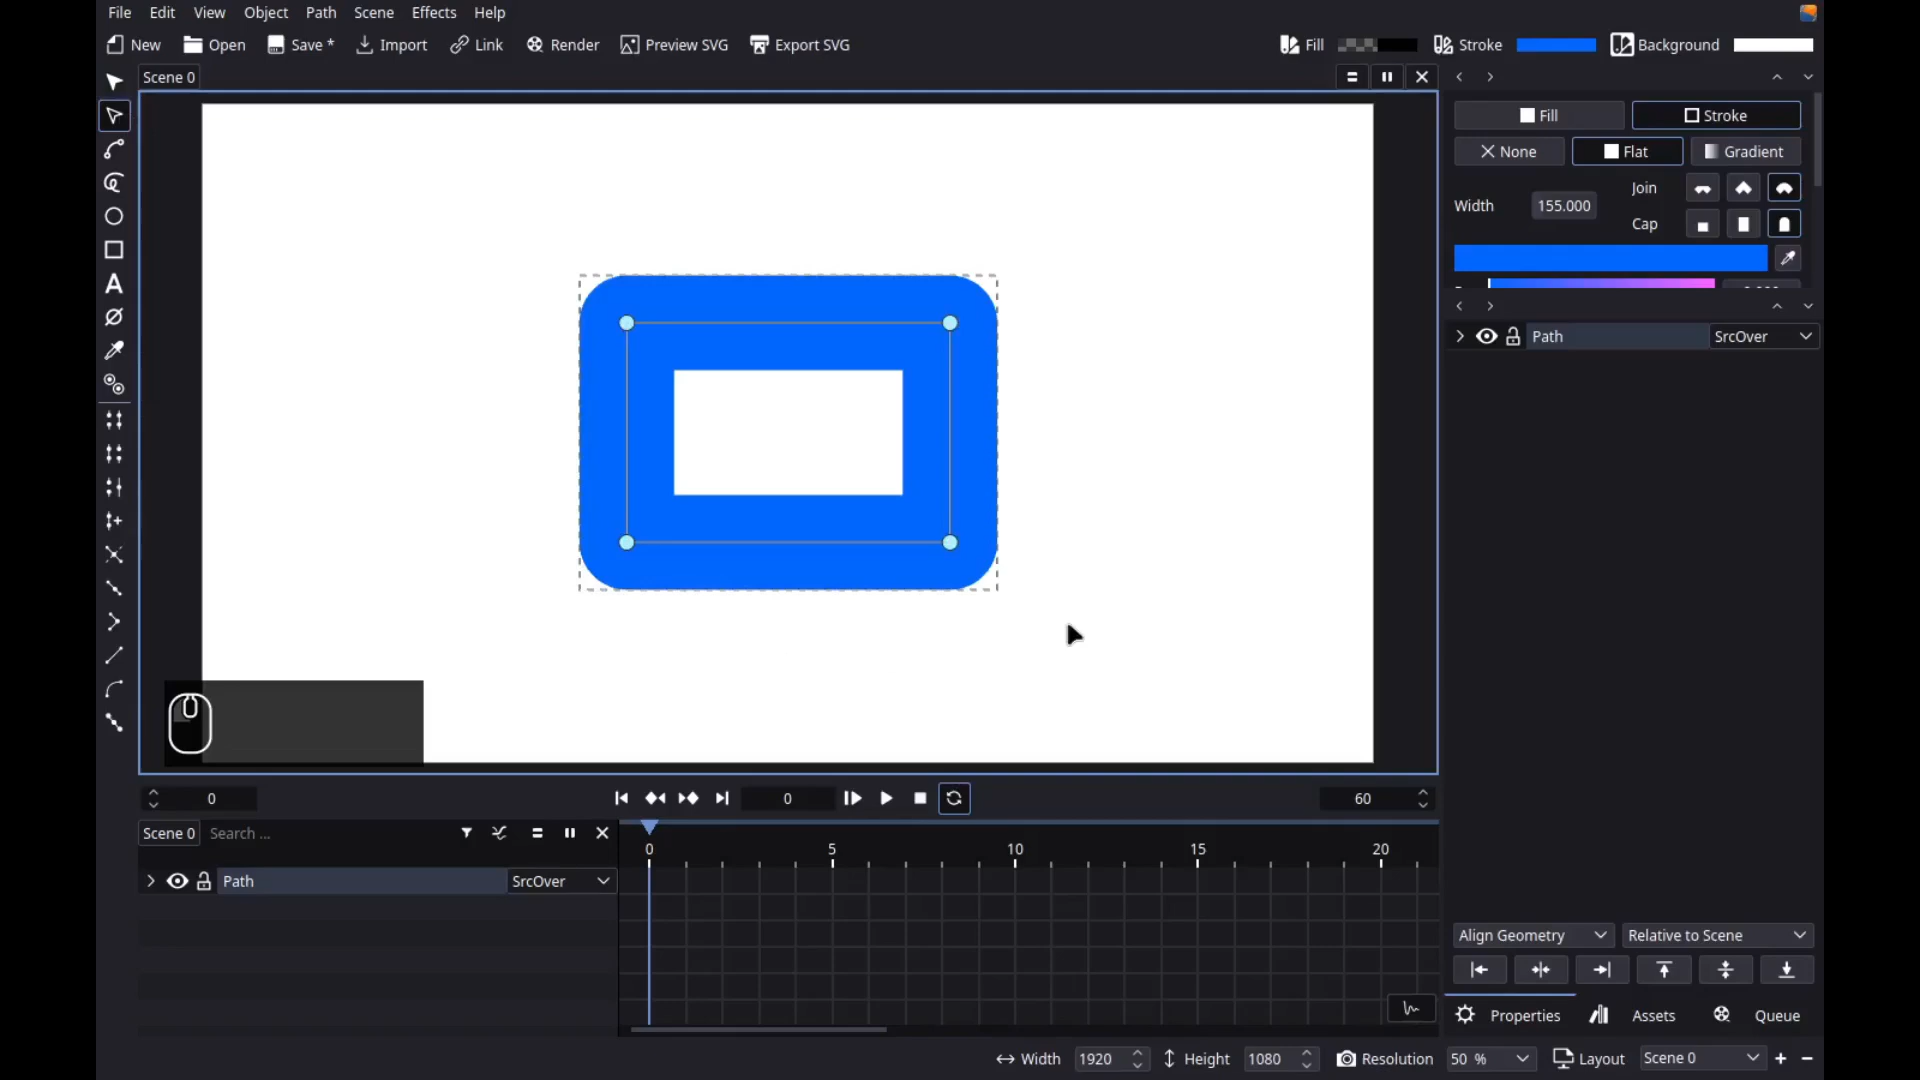 File Edit View Object Path Scene Effects Help
New Open Save * Import Link Render Preview SVG Export SVG Fill Stroke Background
Scene 0
Fill Stroke
None Flat Gradient
Join
Width 155.000
Cap
Path SrcOver
0 0 60
Scene 0 Search ...
0 5 10 15 20
Path SrcOver
Align Geometry Relative to Scene
Properties Assets Queue
Width 1920 Height 1080 Resolution 50 % Layout Scene 0